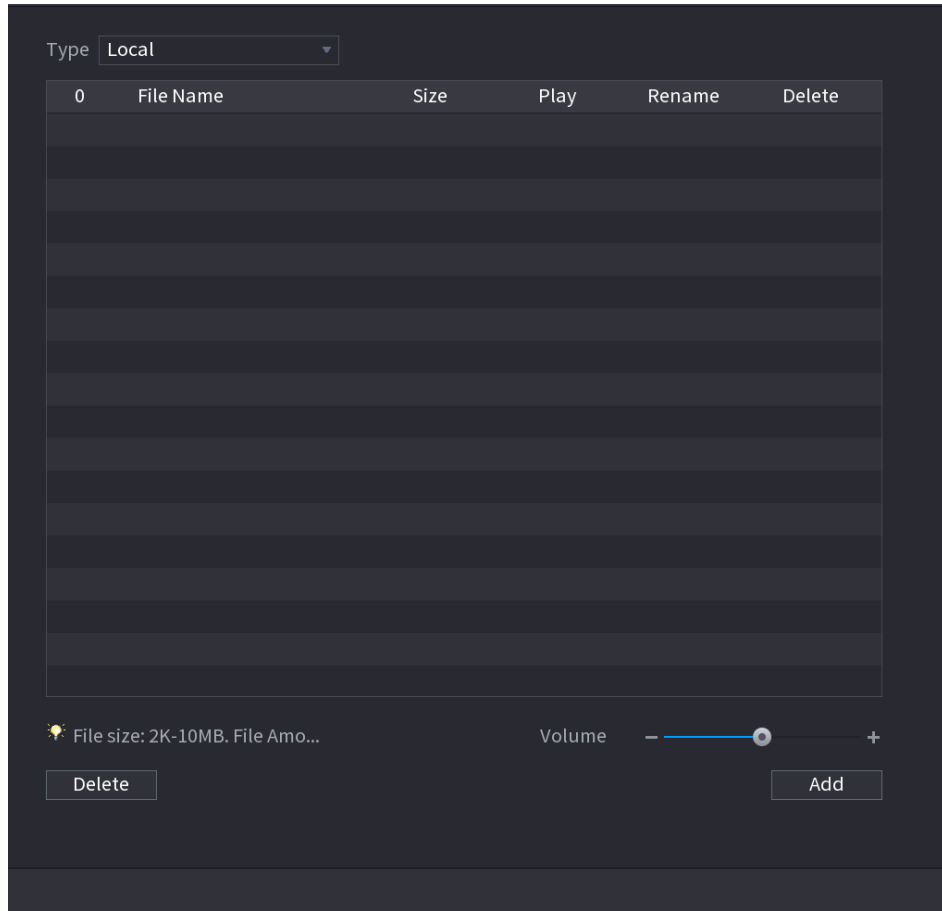 Type Local
0 File Name Size Play Rename Delete
File size: 2K-10MB. File Amo... Volume
Delete Add